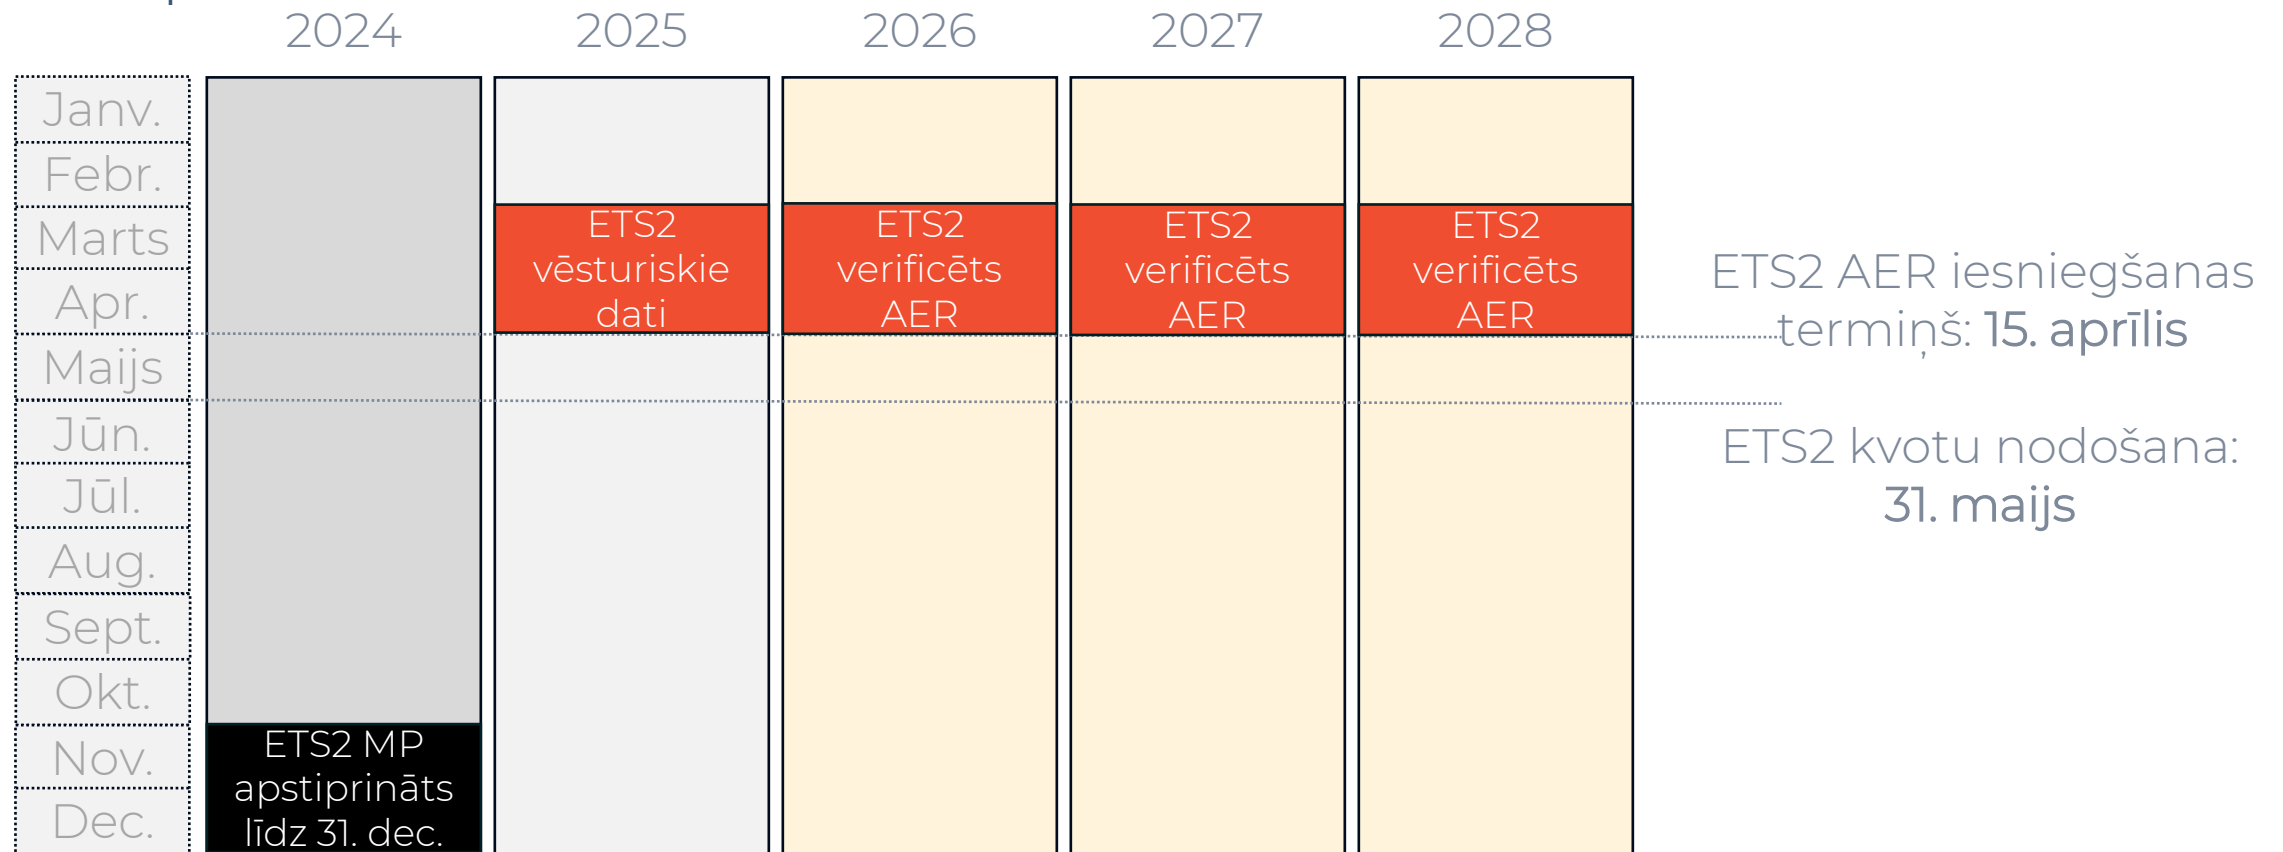 2024 2025 2026 2027 2028
Janv.
Febr.
Marts
Apr.
Maijs
Jūn.
Jūl.
Aug.
Sept.
Okt.
Nov.
Dec.
ETS2 MP
apstiprināts
līdz 31. dec.
ETS2
vēsturiskie
dati
ETS2
verificēts
AER
ETS2
verificēts
AER
ETS2
verificēts
AER
ETS2 AER iesniegšanas
termiņš: 15. aprīlis
ETS2 kvotu nodošana:
31. maijs